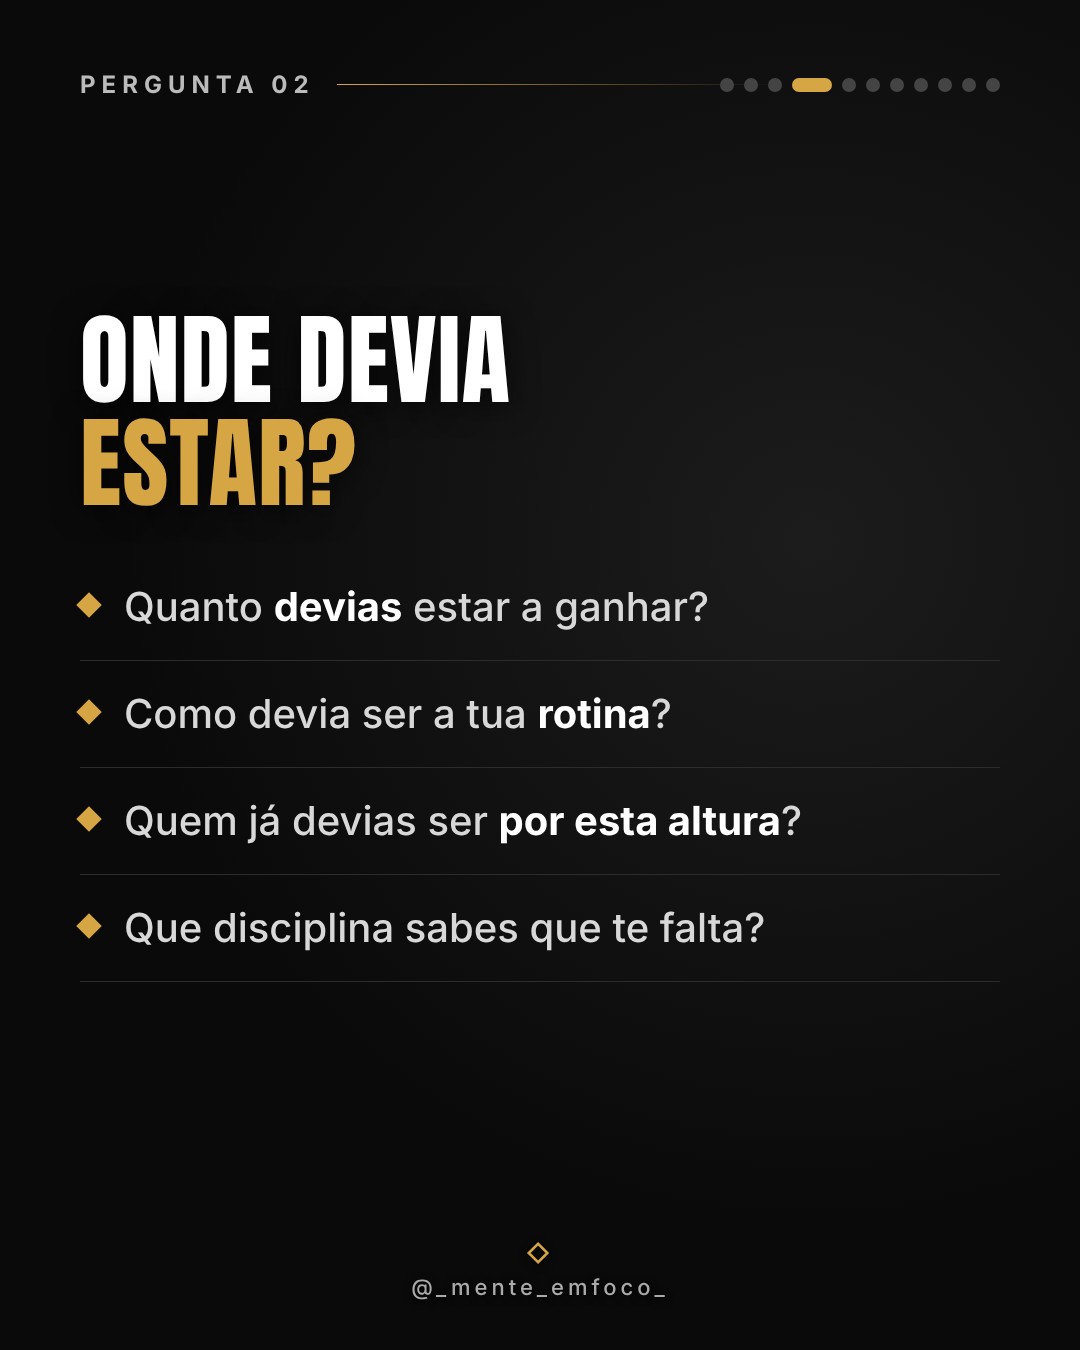 PERGUNTA 02
ONDE DEVIA
ESTAR?
Quanto devias estar a ganhar?
Como devia ser a tua rotina?
Quem já devias ser por esta altura?
Que disciplina sabes que te falta?
@_mente_emfoco_